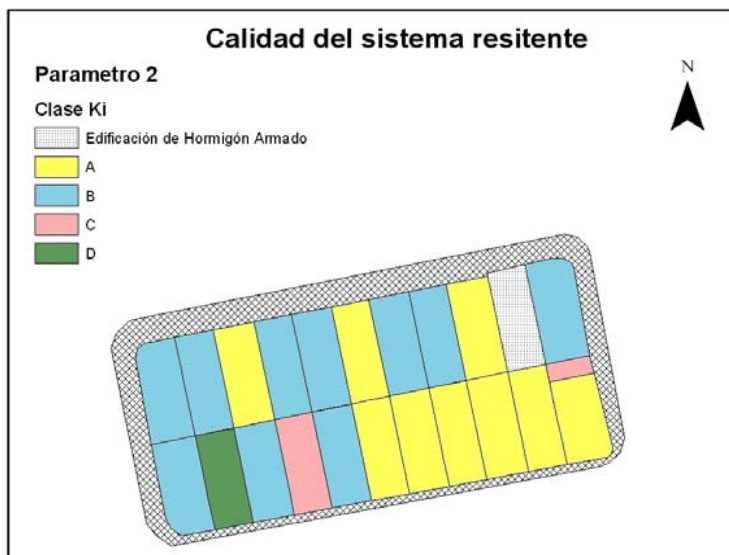 Calidad del sistema resitente
Parametro 2
N
Clase Ki
Edificación de Hormigón Armado
A
B
C
D